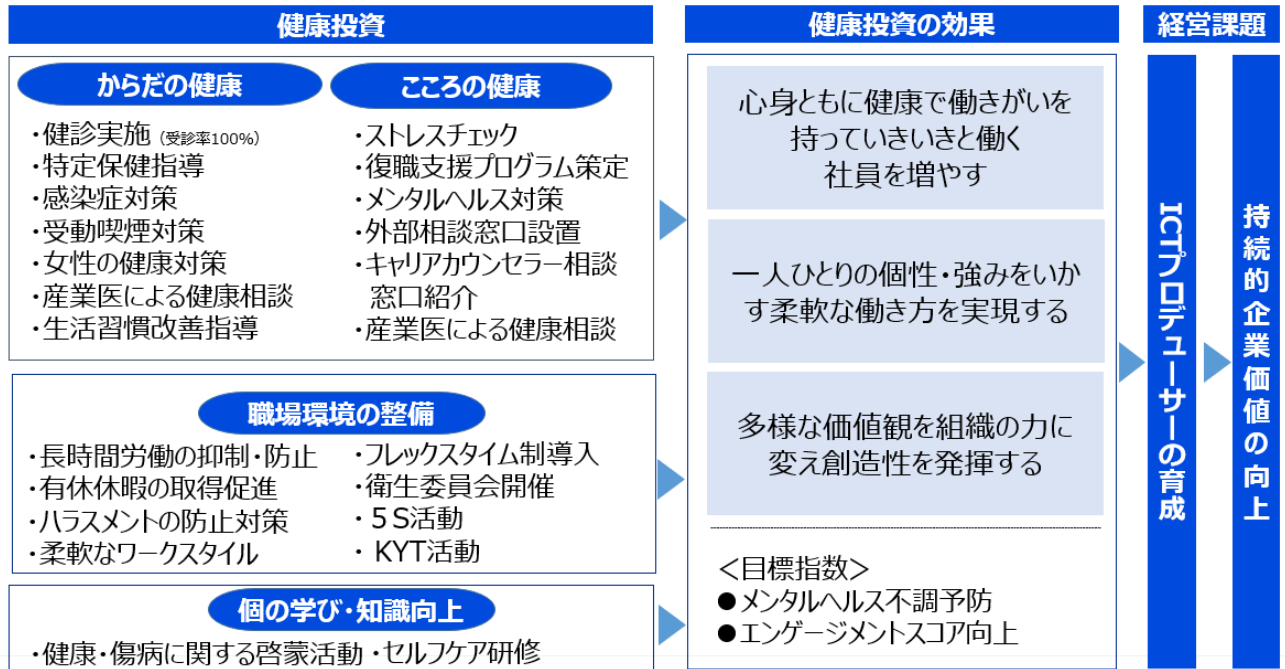 健康投資
健康投資の効果
経営課題
からだの健康
・健診実施（受診率100%）
・特定保健指導
・感染症対策
・受動喫煙対策
・女性の健康対策
・産業医による健康相談
・生活習慣改善指導
こころの健康
・ストレスチェック
・復職支援プログラム策定
・メンタルヘルス対策
・外部相談窓口設置
・キャリアカウンセラー相談
窓口紹介
・産業医による健康相談
職場環境の整備
・長時間労働の抑制・防止
・有休休暇の取得促進
・ハラスメントの防止対策
・柔軟なワークスタイル
・フレックスタイム制導入
・衛生委員会開催
・５S活動
・KYT活動
個の学び・知識向上
・健康・傷病に関する啓蒙活動 ・セルフケア研修
心身ともに健康で働きがいを
持っていきいきと働く
社員を増やす
一人ひとりの個性・強みをいか
す柔軟な働き方を実現する
多様な価値観を組織の力に
変え創造性を発揮する
＜目標指数＞
●メンタルヘルス不調予防
●エンゲージメントスコア向上
ICTプロデューサーの育成
持続的企業価値の向上